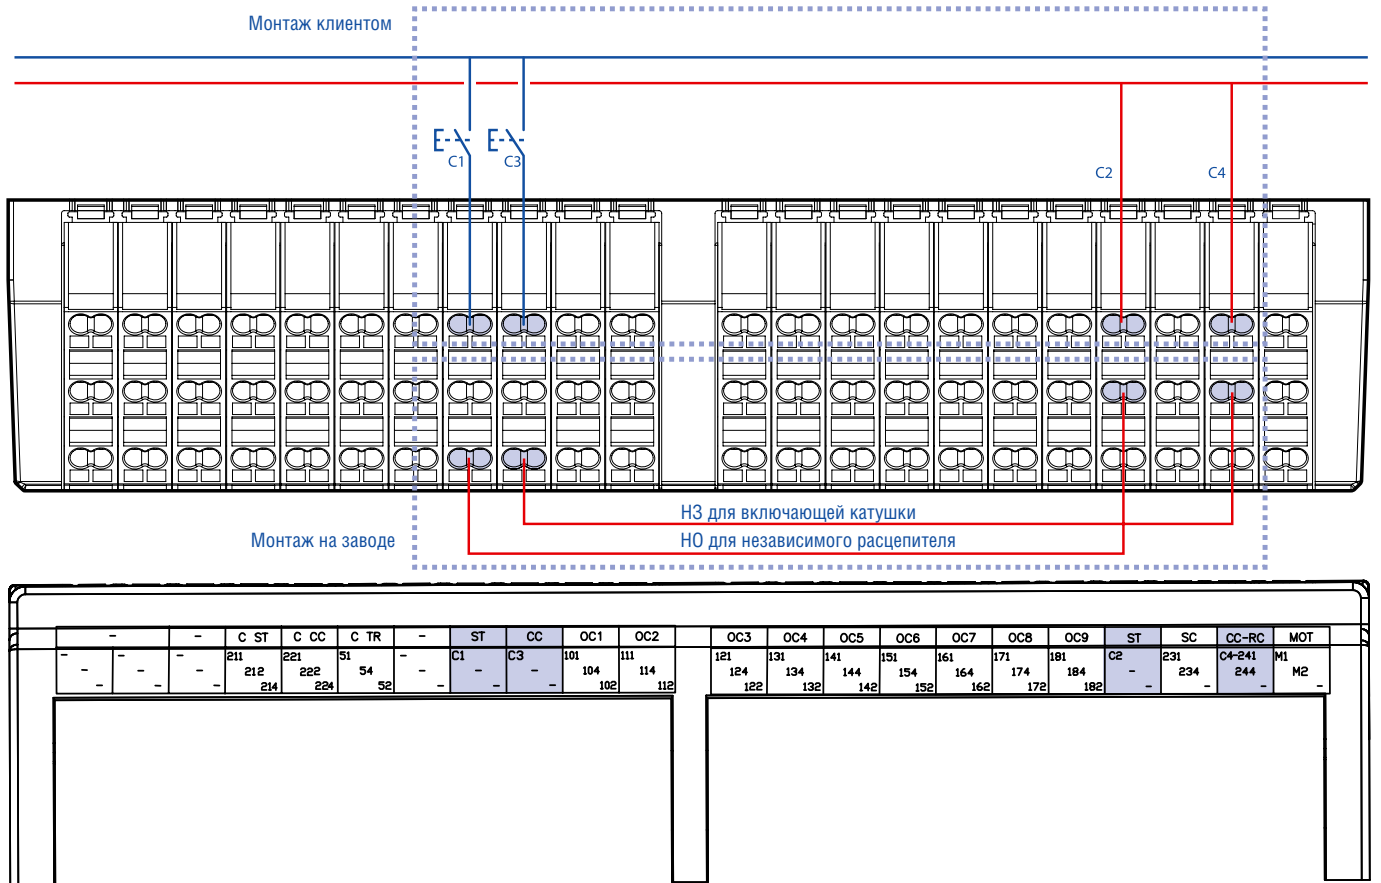 Монтаж клиентом
C1
C3
C2
C4
НЗ для включающей катушки
НО для независимого расцепителя
Монтаж на заводе
- - C ST C CC C TR - ST CC OC1 OC2 OC3 OC4 OC5 OC6 OC7 OC8 OC9 ST SC CC-RC MOT
- - - 211 221 51 - C1 C3 101 111 121 131 141 151 161 171 181 C2 231 C4-241 M1
- - - 212 222 54 - - - 104 114 124 134 144 154 164 174 184 - 234 244 M2
- - - 214 224 52 - - - 102 112 122 132 142 152 162 172 182 - - - -